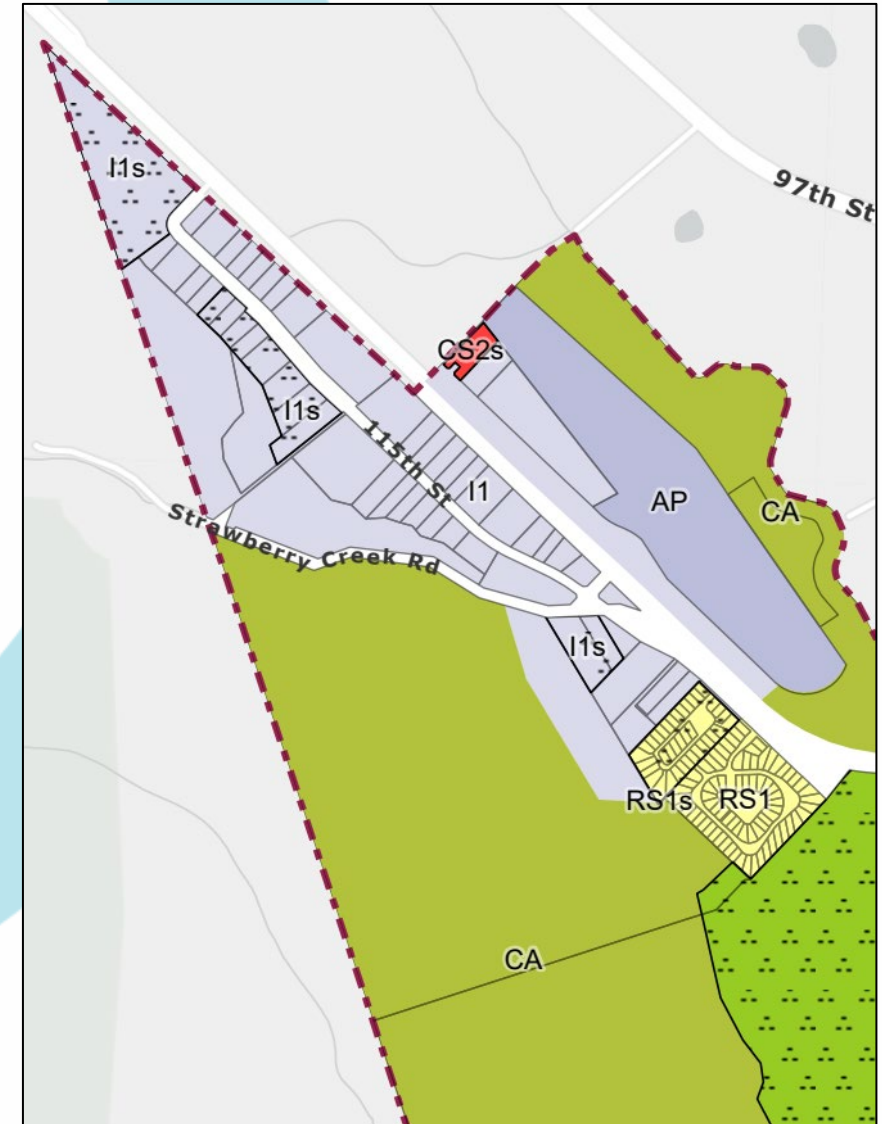 I1s
97th St
CS2s
I1s
115th St
I1
AP
CA
Strawberry Creek Rd
I1s
RS1s
RS1
CA